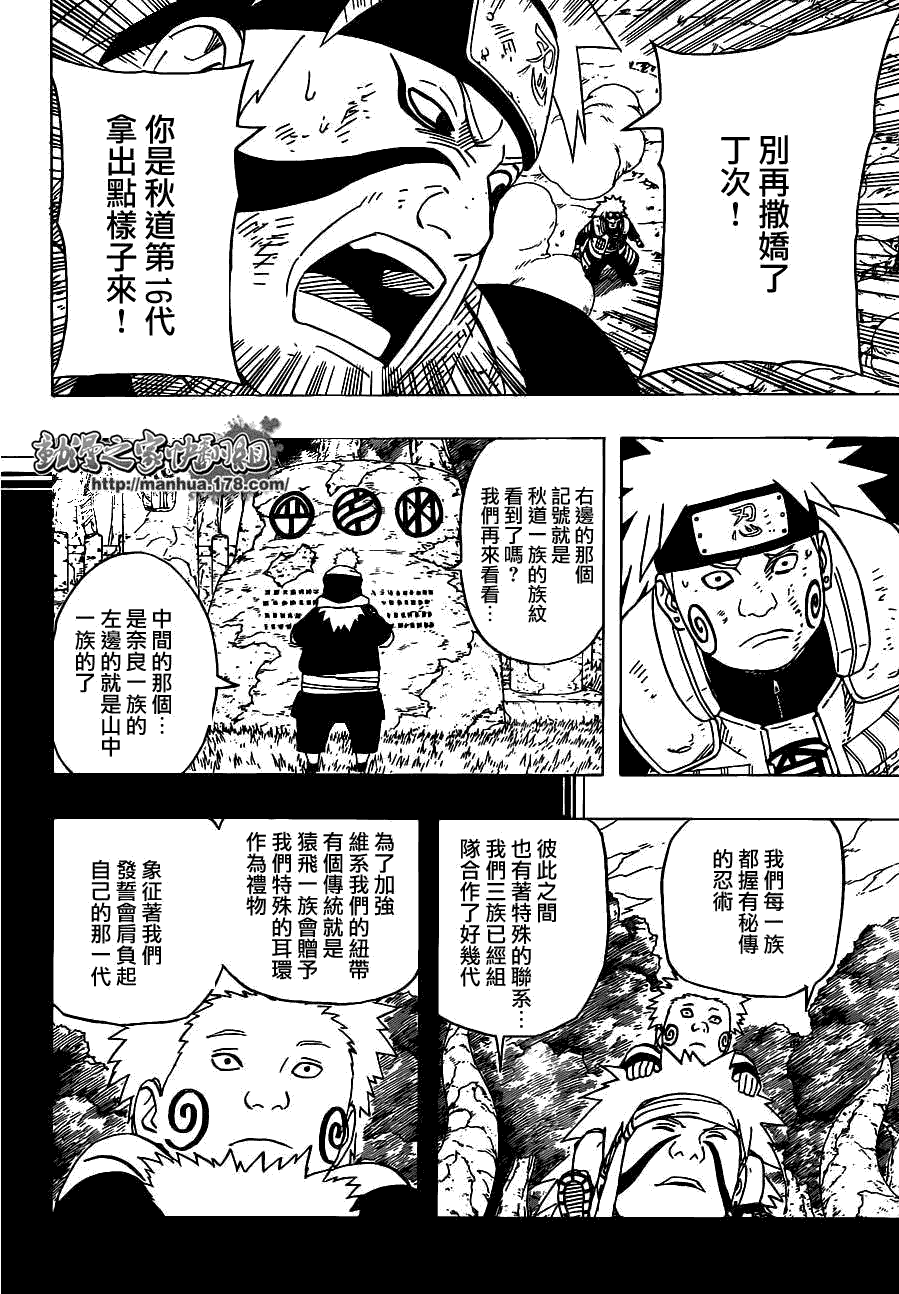 別再撒嬌了
丁次！
你是秋道第16代
拿出點樣子來！
忍
右邊的那個
記號就是
秋道一族的族紋
看到了嗎？
我們再來看看…
中間的那個…
是奈良一族的
左邊的就是山中
一族的了
http://manhua.178.com
我們每一族
都握有秘傳
的忍術
彼此之間
也有著特殊的聯系…
我們三族已經組
隊合作了好幾代
為了加強
維系我們的紐帶
有個傳統就是
猿飛一族會贈予
我們特殊的耳環
作為禮物
象征著我們
發誓會肩負起
自己的那一代